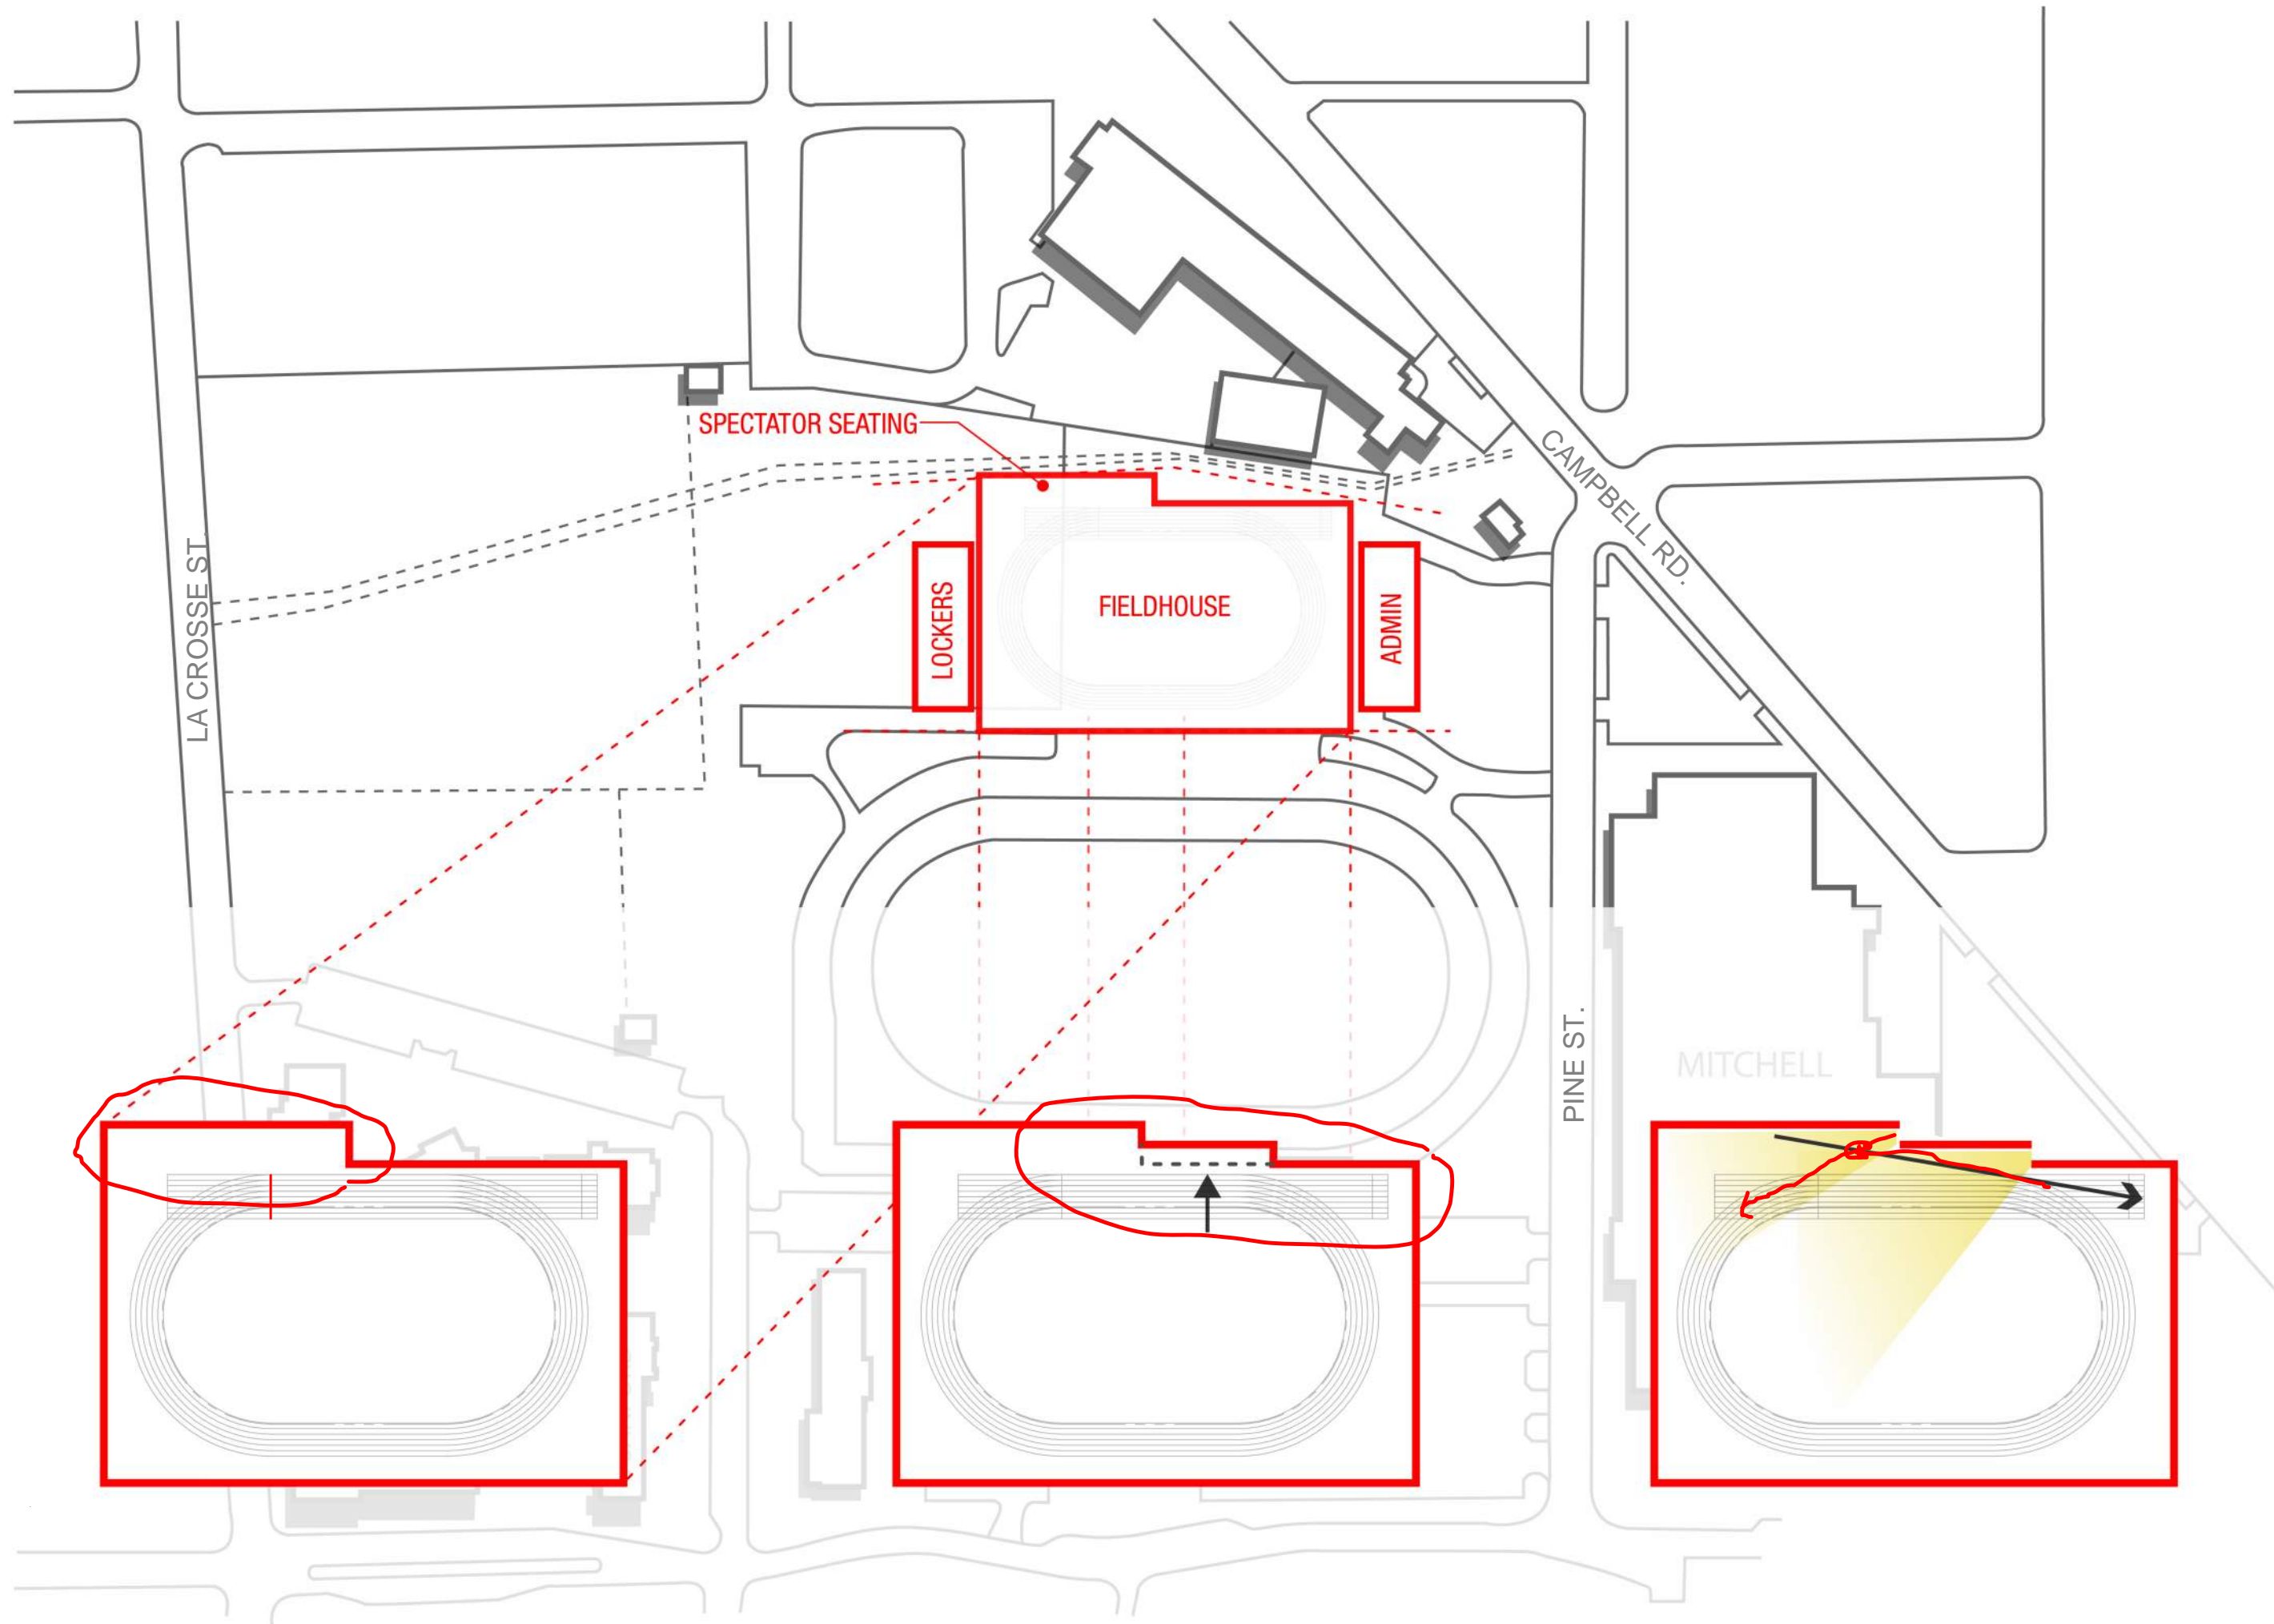 SPECTATOR SEATING
CAMPBELL RD.
LA CROSSE ST.
LOCKERS
FIELDHOUSE
ADMIN
PINE ST.
MITCHELL